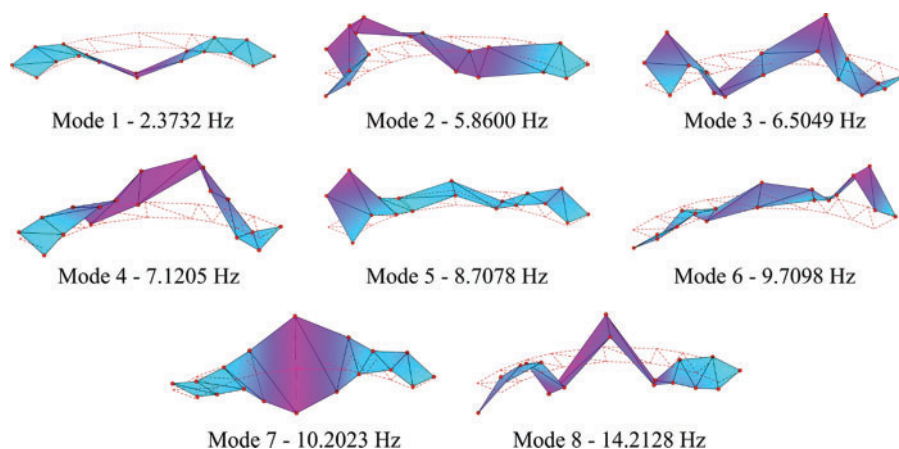 Mode 1 - 2.3732 Hz
Mode 2 - 5.8600 Hz
Mode 3 - 6.5049 Hz
Mode 4 - 7.1205 Hz
Mode 5 - 8.7078 Hz
Mode 6 - 9.7098 Hz
Mode 7 - 10.2023 Hz
Mode 8 - 14.2128 Hz